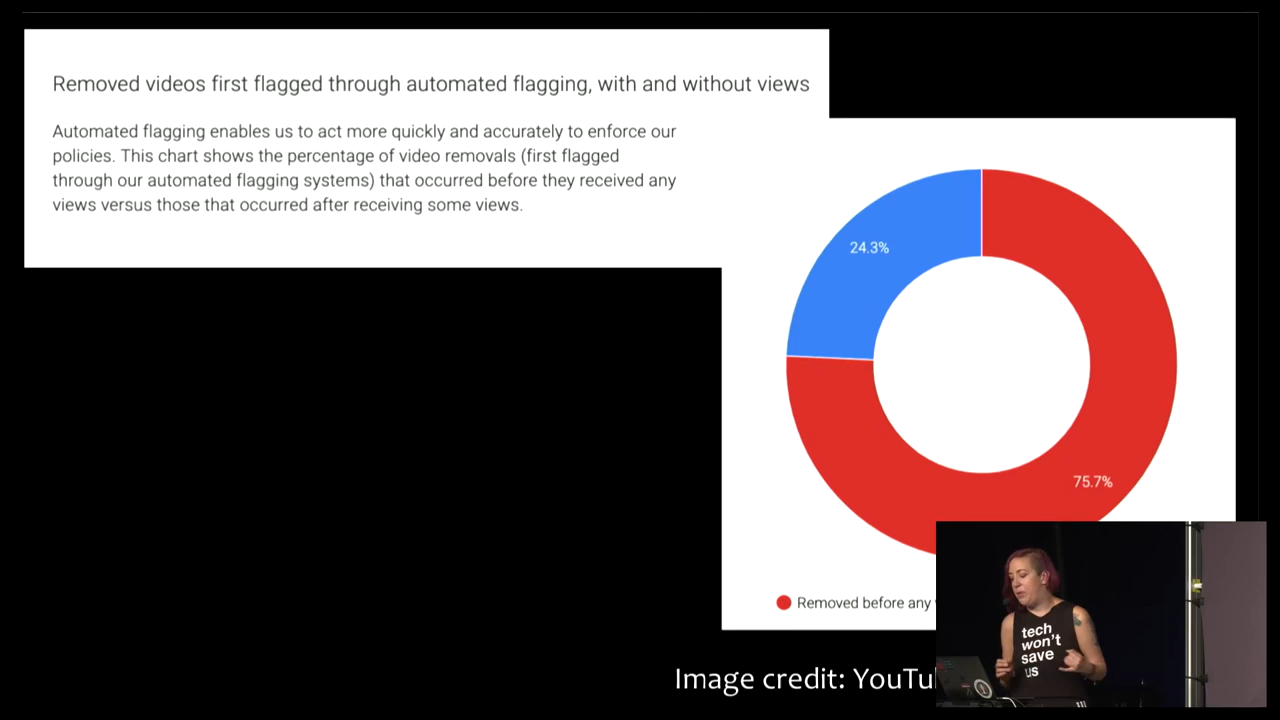 Removed videos first flagged through automated flagging, with and without views
Automated flagging enables us to act more quickly and accurately to enforce our
policies. This chart shows the percentage of video removals (first flagged
through our automated flagging systems) that occurred before they received any
views versus those that occurred after receiving some views.
24.3%
75.7%
Removed before any
Image credit:
tech
won't
save
us